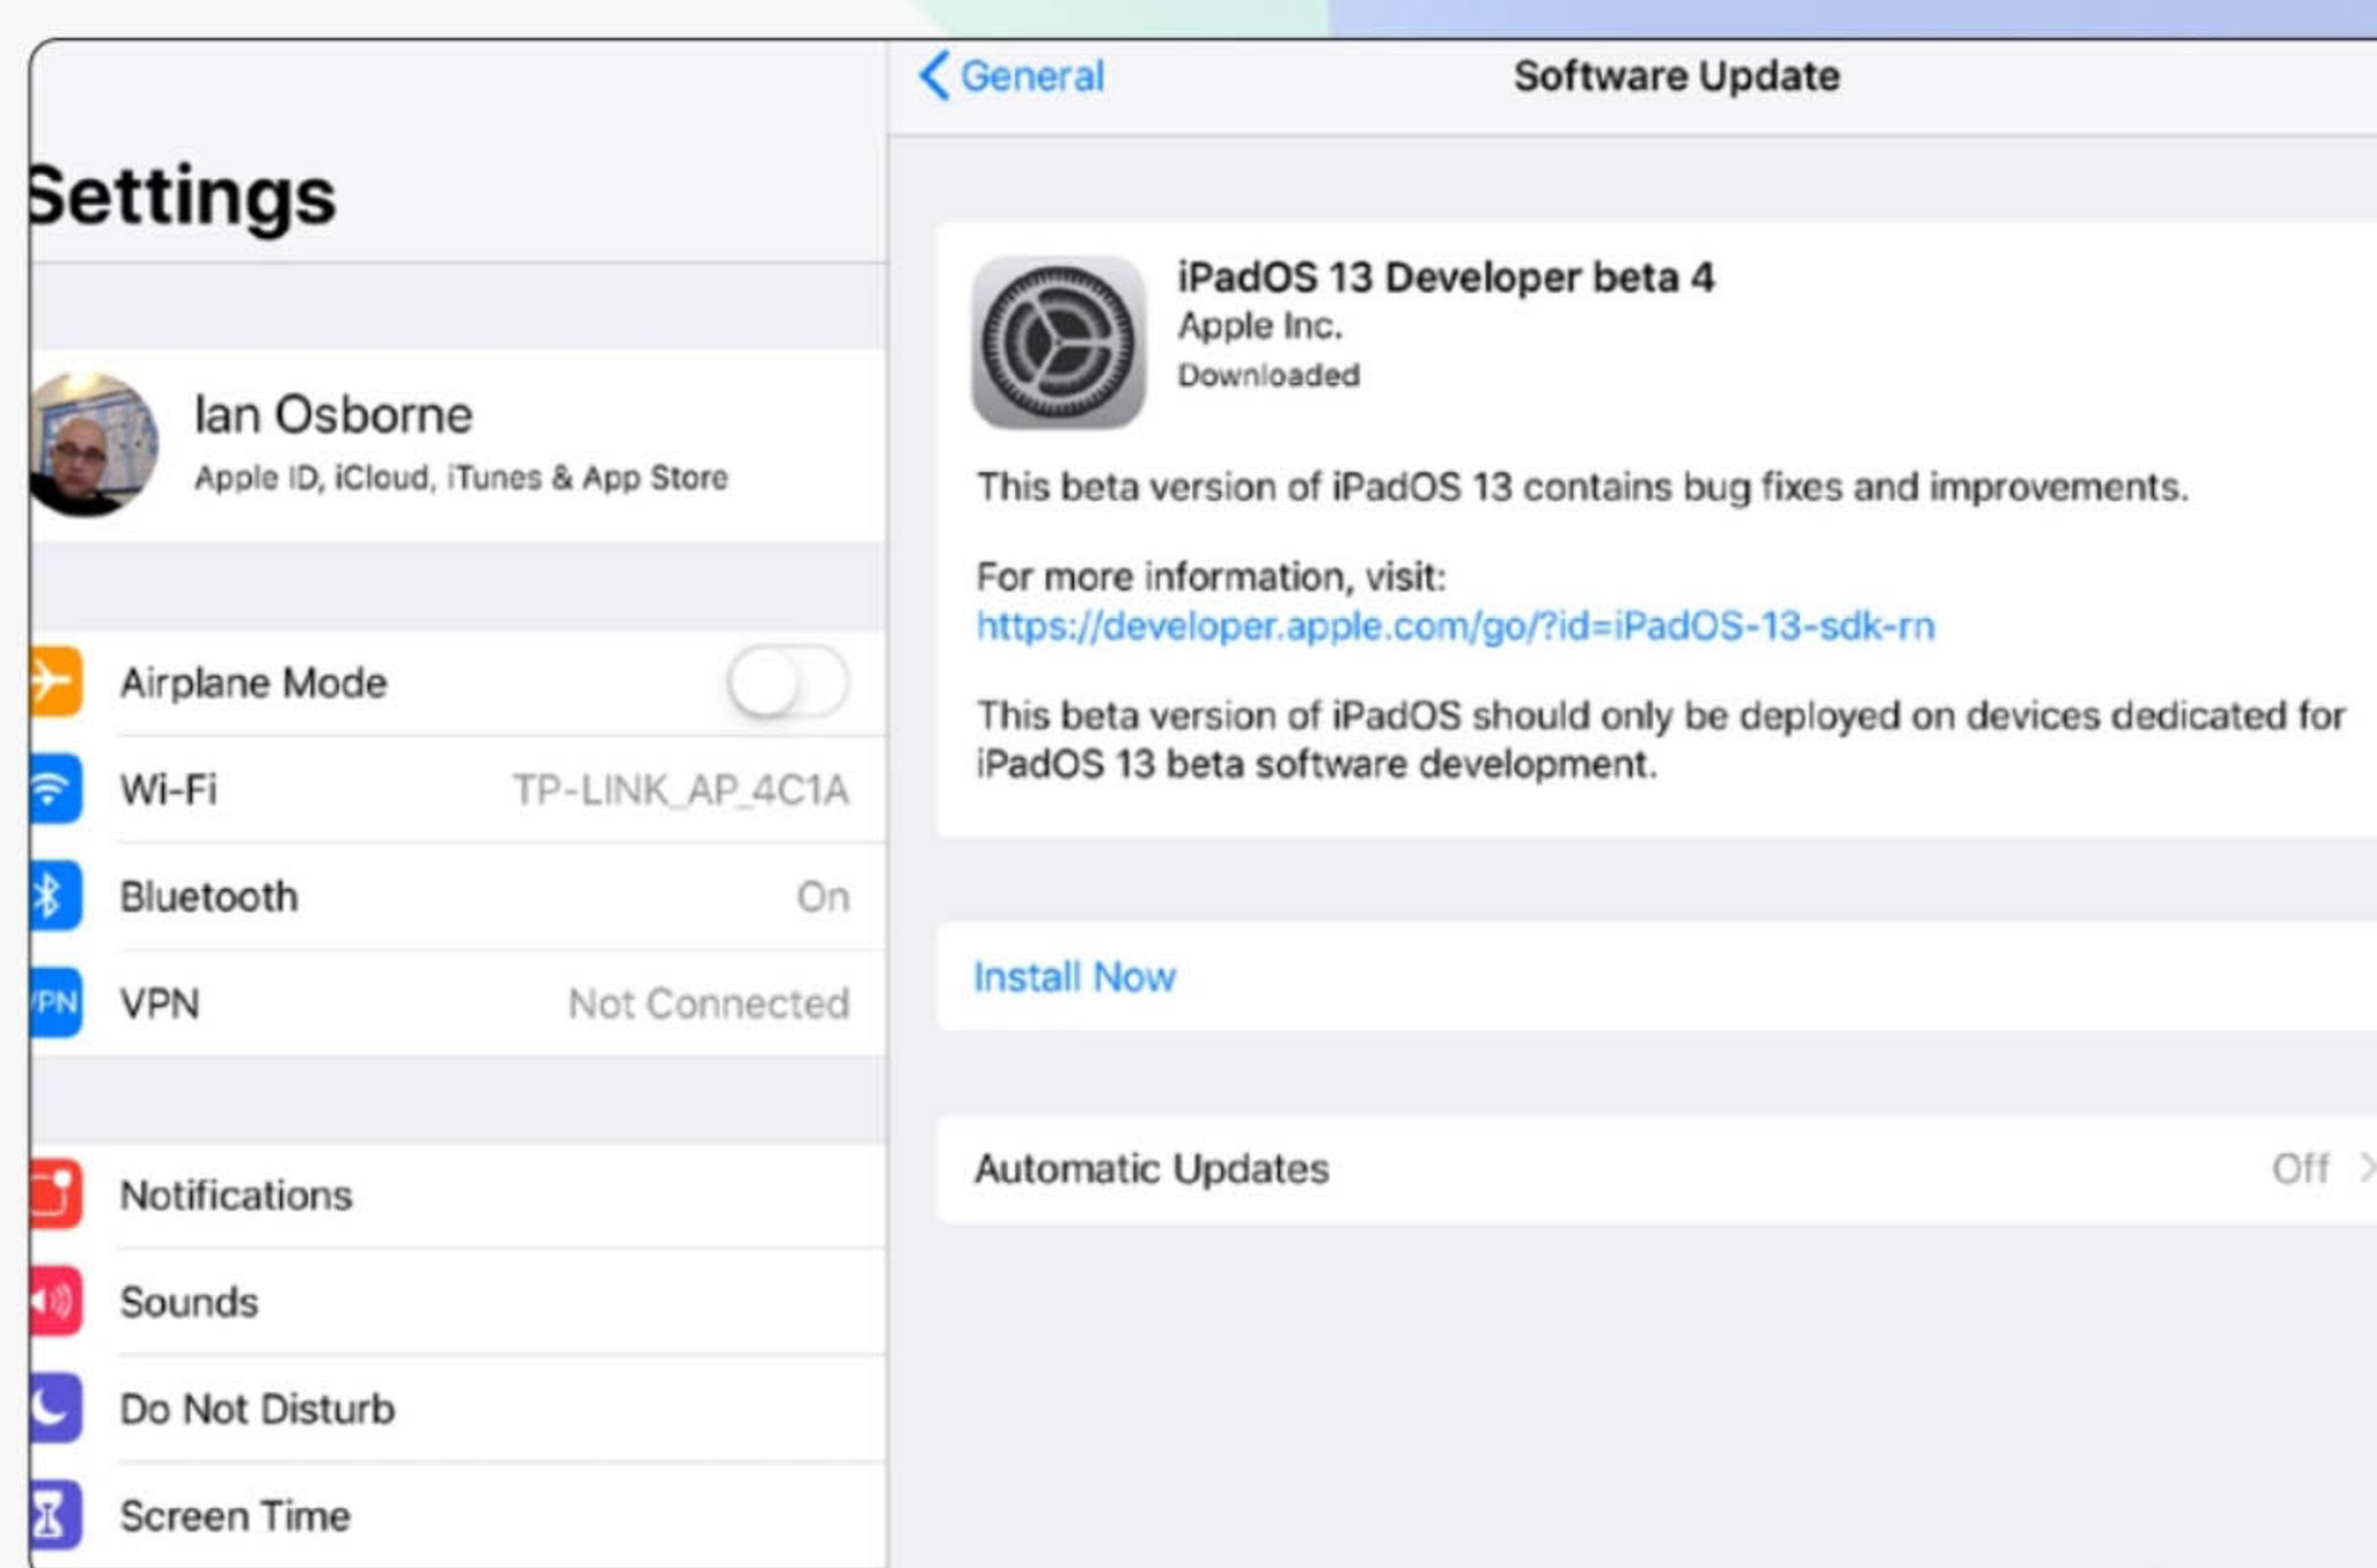 Settings
Ian Osborne
Apple ID, iCloud, iTunes & App Store
Airplane Mode
Wi-Fi TP-LINK_AP_4C1A
Bluetooth On
VPN VPN Not Connected
Notifications
Sounds
Do Not Disturb
Screen Time
General
Software Update
iPadOS 13 Developer beta 4
Apple Inc.
Downloaded
This beta version of iPadOS 13 contains bug fixes and improvements.
For more information, visit:
https://developer.apple.com/go/?id=iPadOS-13-sdk-rn
This beta version of iPadOS should only be deployed on devices dedicated for
iPadOS 13 beta software development.
Install Now
Automatic Updates Off